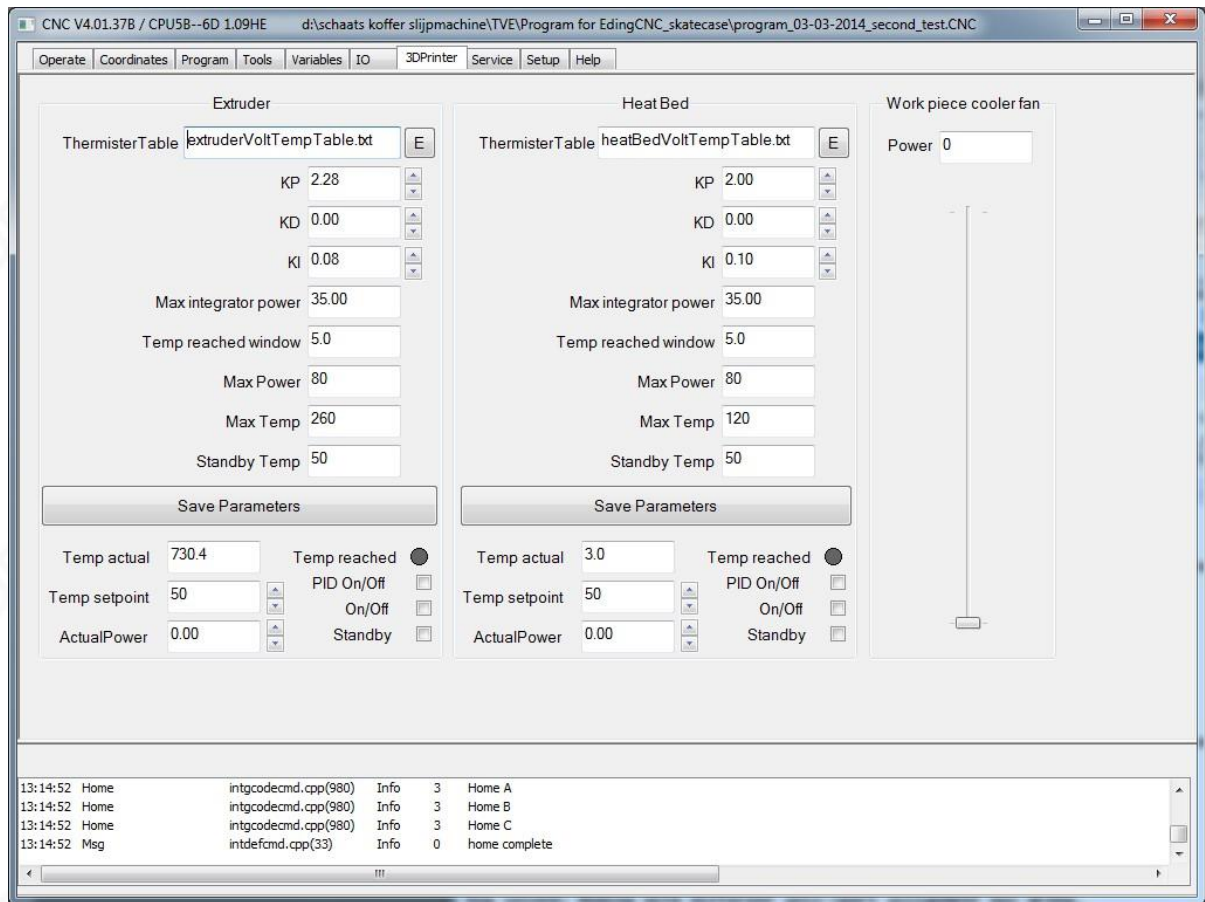 CNC V4.01.37B / CPU5B--6D 1.09HE d:\schaats koffer slijpmachine\TVE\Program for EdingCNC_skatecase\program_03-03-2014_second_test.CNC
Operate Coordinates Program Tools Variables IO 3DPrinter Service Setup Help
Extruder
ThermisterTable extruderVoltTempTable.txt E
KP 2.28
KD 0.00
KI 0.08
Max integrator power 35.00
Temp reached window 5.0
Max Power 80
Max Temp 260
Standby Temp 50
Save Parameters
Temp actual 730.4 Temp reached
PID On/Off
Temp setpoint 50
On/Off
ActualPower 0.00 Standby
Heat Bed
ThermisterTable heatBedVoltTempTable.txt E
KP 2.00
KD 0.00
KI 0.10
Max integrator power 35.00
Temp reached window 5.0
Max Power 80
Max Temp 120
Standby Temp 50
Save Parameters
Temp actual 3.0 Temp reached
PID On/Off
Temp setpoint 50
On/Off
ActualPower 0.00 Standby
Work piece cooler fan
Power 0
13:14:52 Home intgcodecmd.cpp(980) Info 3 Home A
13:14:52 Home intgcodecmd.cpp(980) Info 3 Home B
13:14:52 Home intgcodecmd.cpp(980) Info 3 Home C
13:14:52 Msg intdefcmd.cpp(33) Info 0 home complete